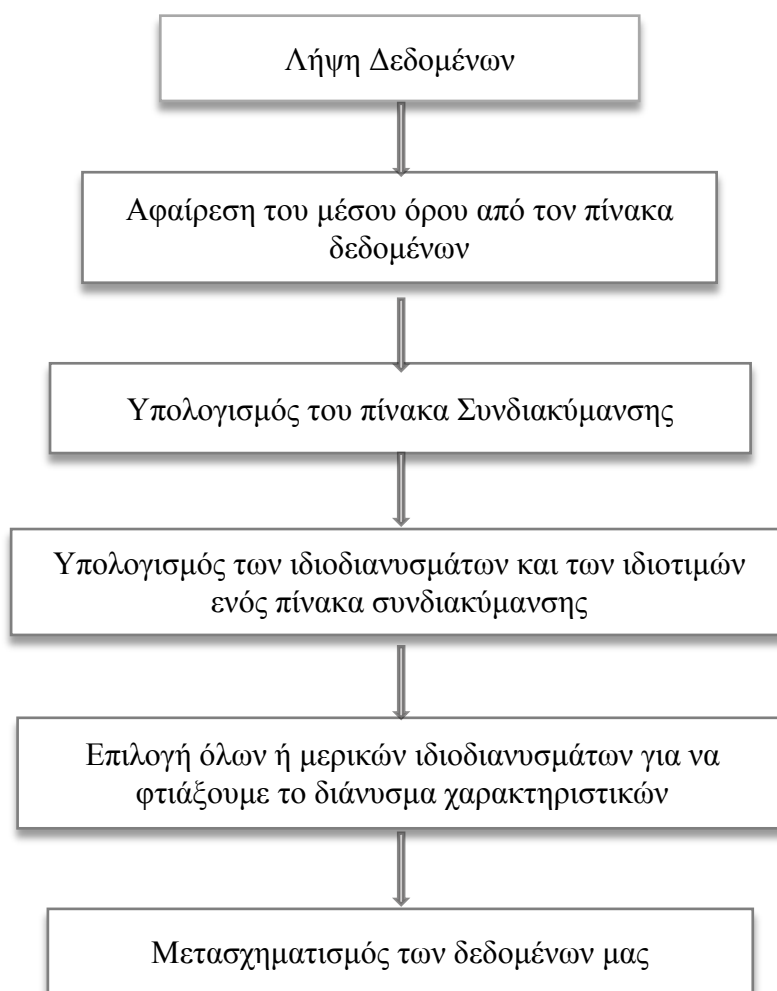 Λήψη Δεδομένων
Αφαίρεση του μέσου όρου από τον πίνακα
δεδομένων
Υπολογισμός του πίνακα Συνδιακύμανσης
Υπολογισμός των ιδιοδιανυσμάτων και των ιδιοτιμών
ενός πίνακα συνδιακύμανσης
Επιλογή όλων ή μερικών ιδιοδιανυσμάτων για να
φτιάξουμε το διάνυσμα χαρακτηριστικών
Μετασχηματισμός των δεδομένων μας